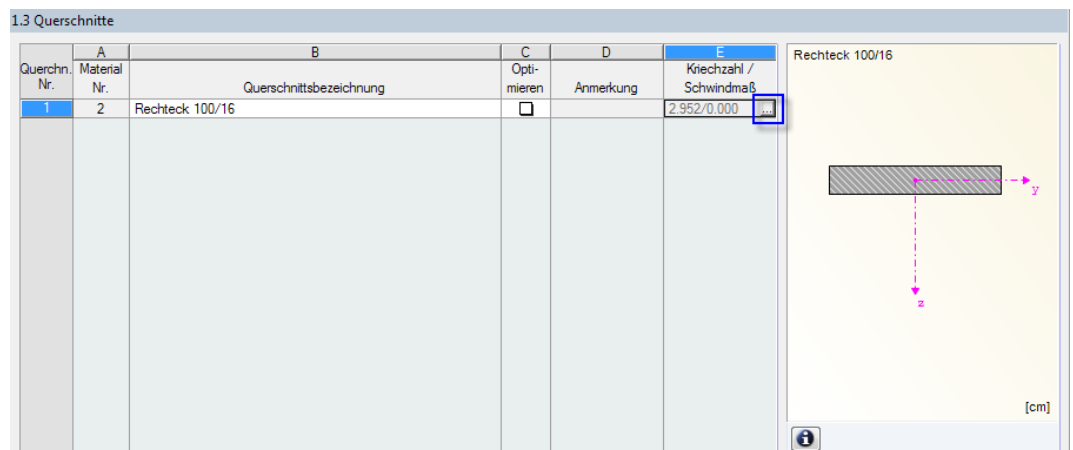 1.3 Querschnitte
A B C D E
Querchn. Material Opti- Kriechzahl /
Nr. Nr. Querschnittsbezeichnung mieren Anmerkung Schwindmaß
1 2 Rechteck 100/16 2.952/0.000 ...
Rechteck 100/16
y
z
[cm]